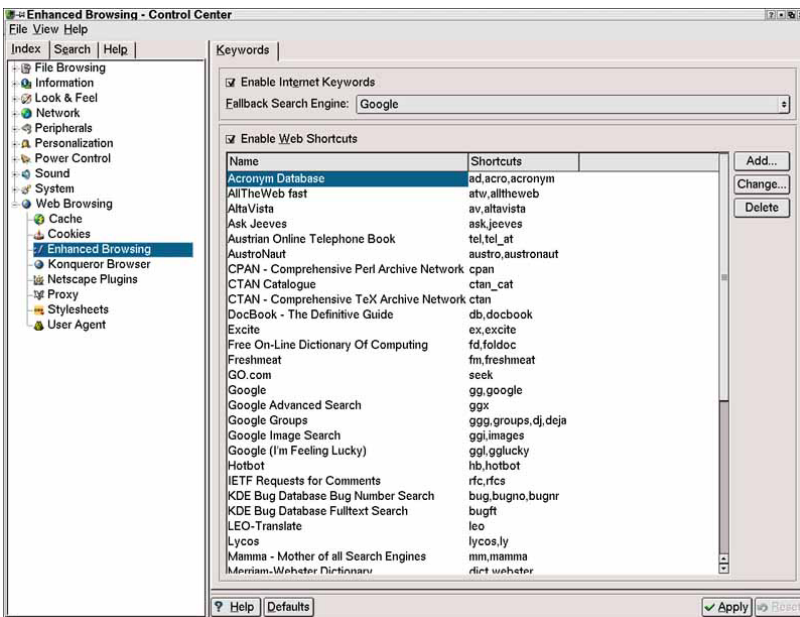 Enhanced Browsing - Control Center
File View Help
Index Search Help
File Browsing
Information
Look & Feel
Network
Peripherals
Personalization
Power Control
Sound
System
Web Browsing
Cache
Cookies
Enhanced Browsing
Konqueror Browser
Netscape Plugins
Proxy
Stylesheets
User Agent
Keywords
Enable Internet Keywords
Fallback Search Engine: Google
Enable Web Shortcuts
Name Shortcuts
Acronym Database ad,acro,acronym
AllTheWeb fast atw,alltheweb
AltaVista av,altavista
Ask Jeeves ask,jeeves
Austrian Online Telephone Book tel,tel_at
AustroNaut austro,austronaut
CPAN - Comprehensive Perl Archive Network cpan
CTAN Catalogue ctan_cat
CTAN - Comprehensive TeX Archive Network ctan
DocBook - The Definitive Guide db,docbook
Excite ex,excite
Free On-Line Dictionary Of Computing fd,foldoc
Freshmeat fm,freshmeat
GO.com seek
Google gg,google
Google Advanced Search ggx
Google Groups ggg,groups,dj,deja
Google Image Search ggi,images
Google (I'm Feeling Lucky) ggl,gglucky
Hotbot hb,hotbot
IETF Requests for Comments rfc,rfcs
KDE Bug Database Bug Number Search bug,bugno,bugnr
KDE Bug Database Fulltext Search bugft
LEO-Translate leo
Lycos lycos,ly
Mamma - Mother of all Search Engines mm,mamma
Merriam-Webster Dictionary dict,webster
Add...
Change...
Delete
? Help Defaults
Apply Reset